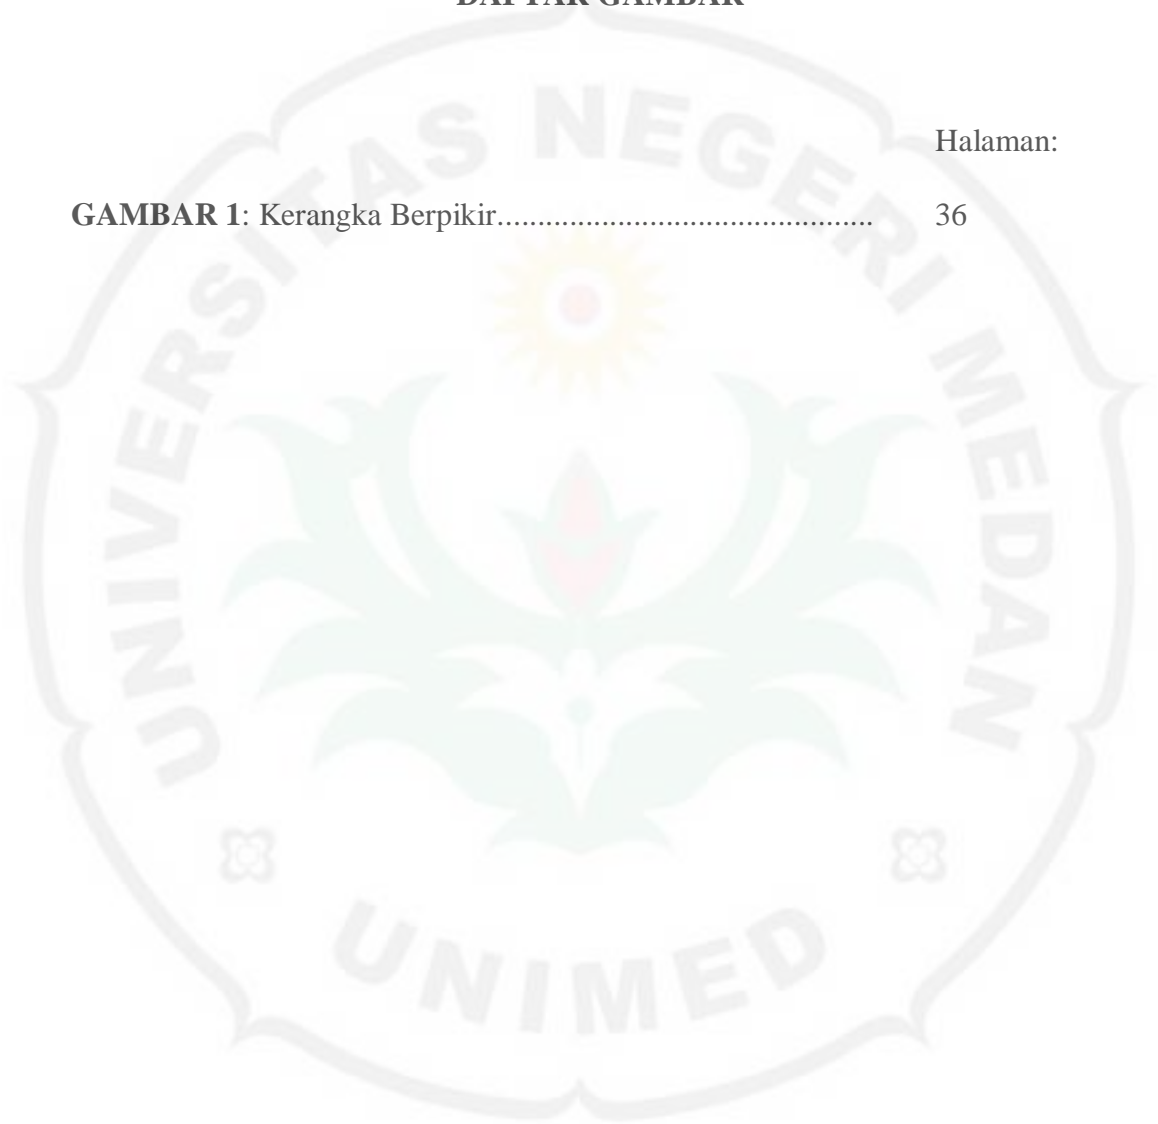 DAFTAR GAMBAR
Halaman:
GAMBAR 1: Kerangka Berpikir............................................... 36
UNIVERSITAS NEGERI MEDAN
UNIMED